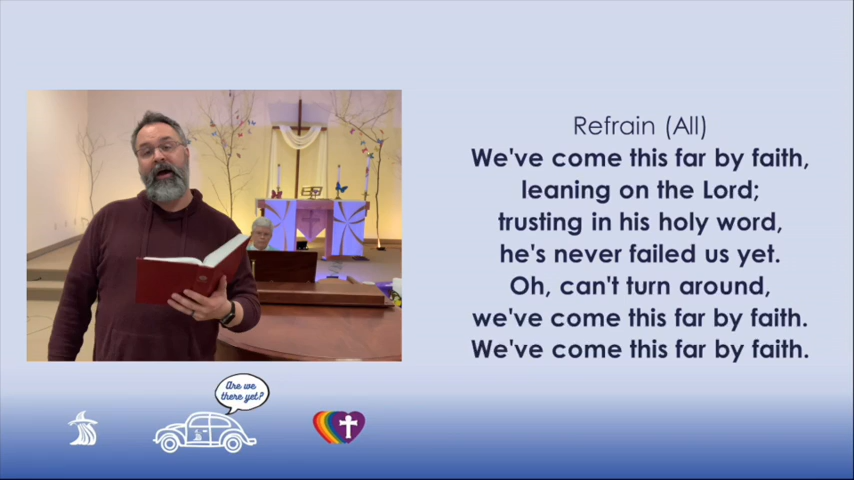 Refrain (All)
We've come this far by faith,
leaning on the Lord;
trusting in his holy word,
he's never failed us yet.
Oh, can't turn around,
we've come this far by faith.
We've come this far by faith.
Are we
there yet?